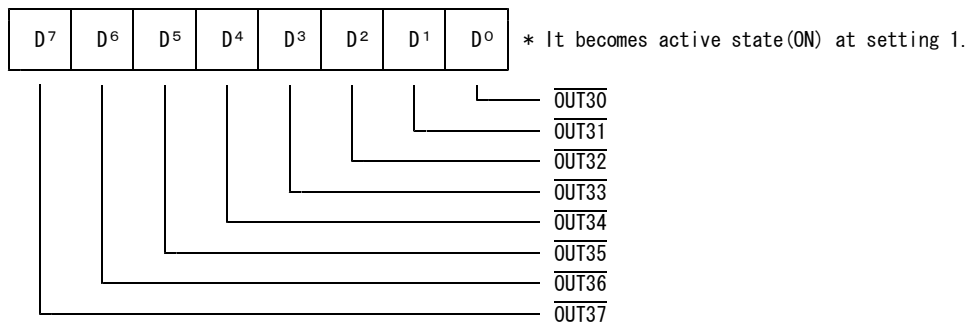 D7 D6 D5 D4 D3 D2 D1 D0 * It becomes active state(ON) at setting 1.
OUT30
OUT31
OUT32
OUT33
OUT34
OUT35
OUT36
OUT37